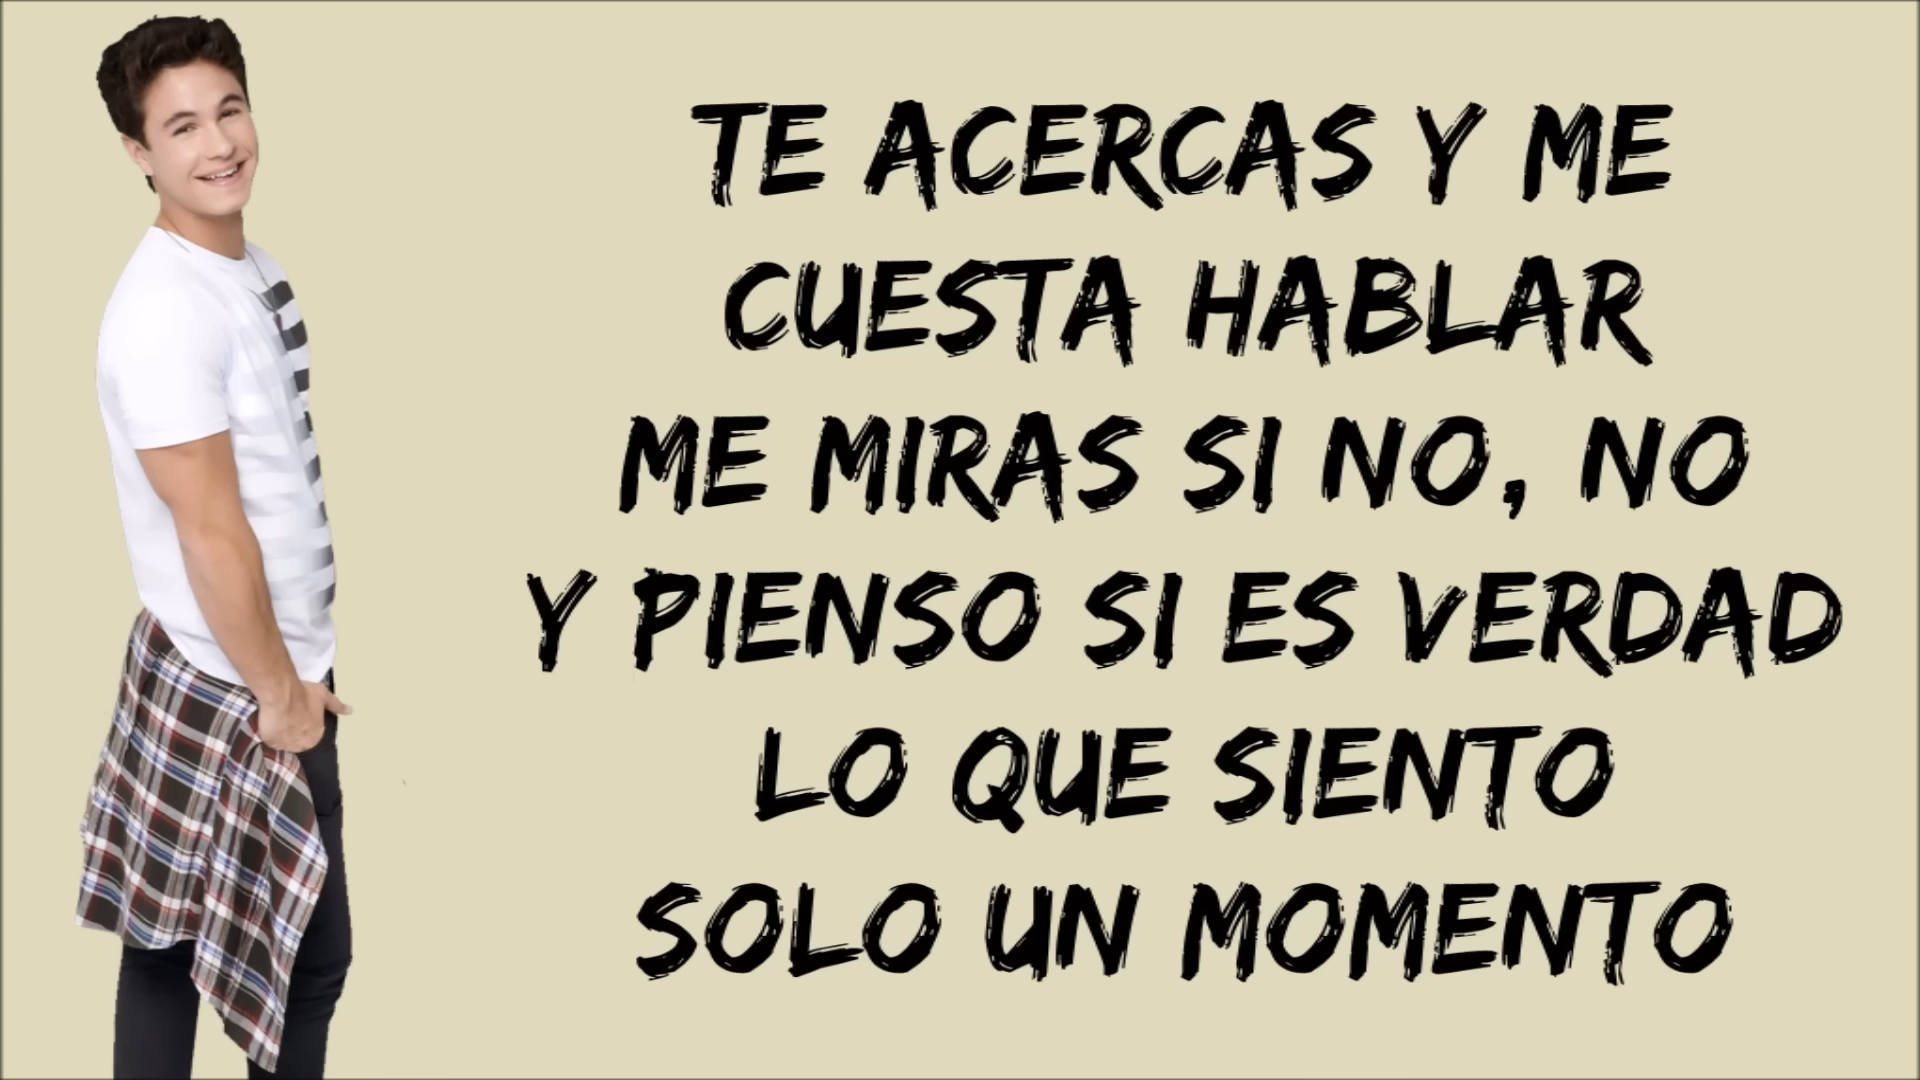 TE ACERCAS Y ME
CUESTA HABLAR
ME MIRAS SI NO, NO
Y PIENSO SI ES VERDAD
LO QUE SIENTO
SOLO UN MOMENTO